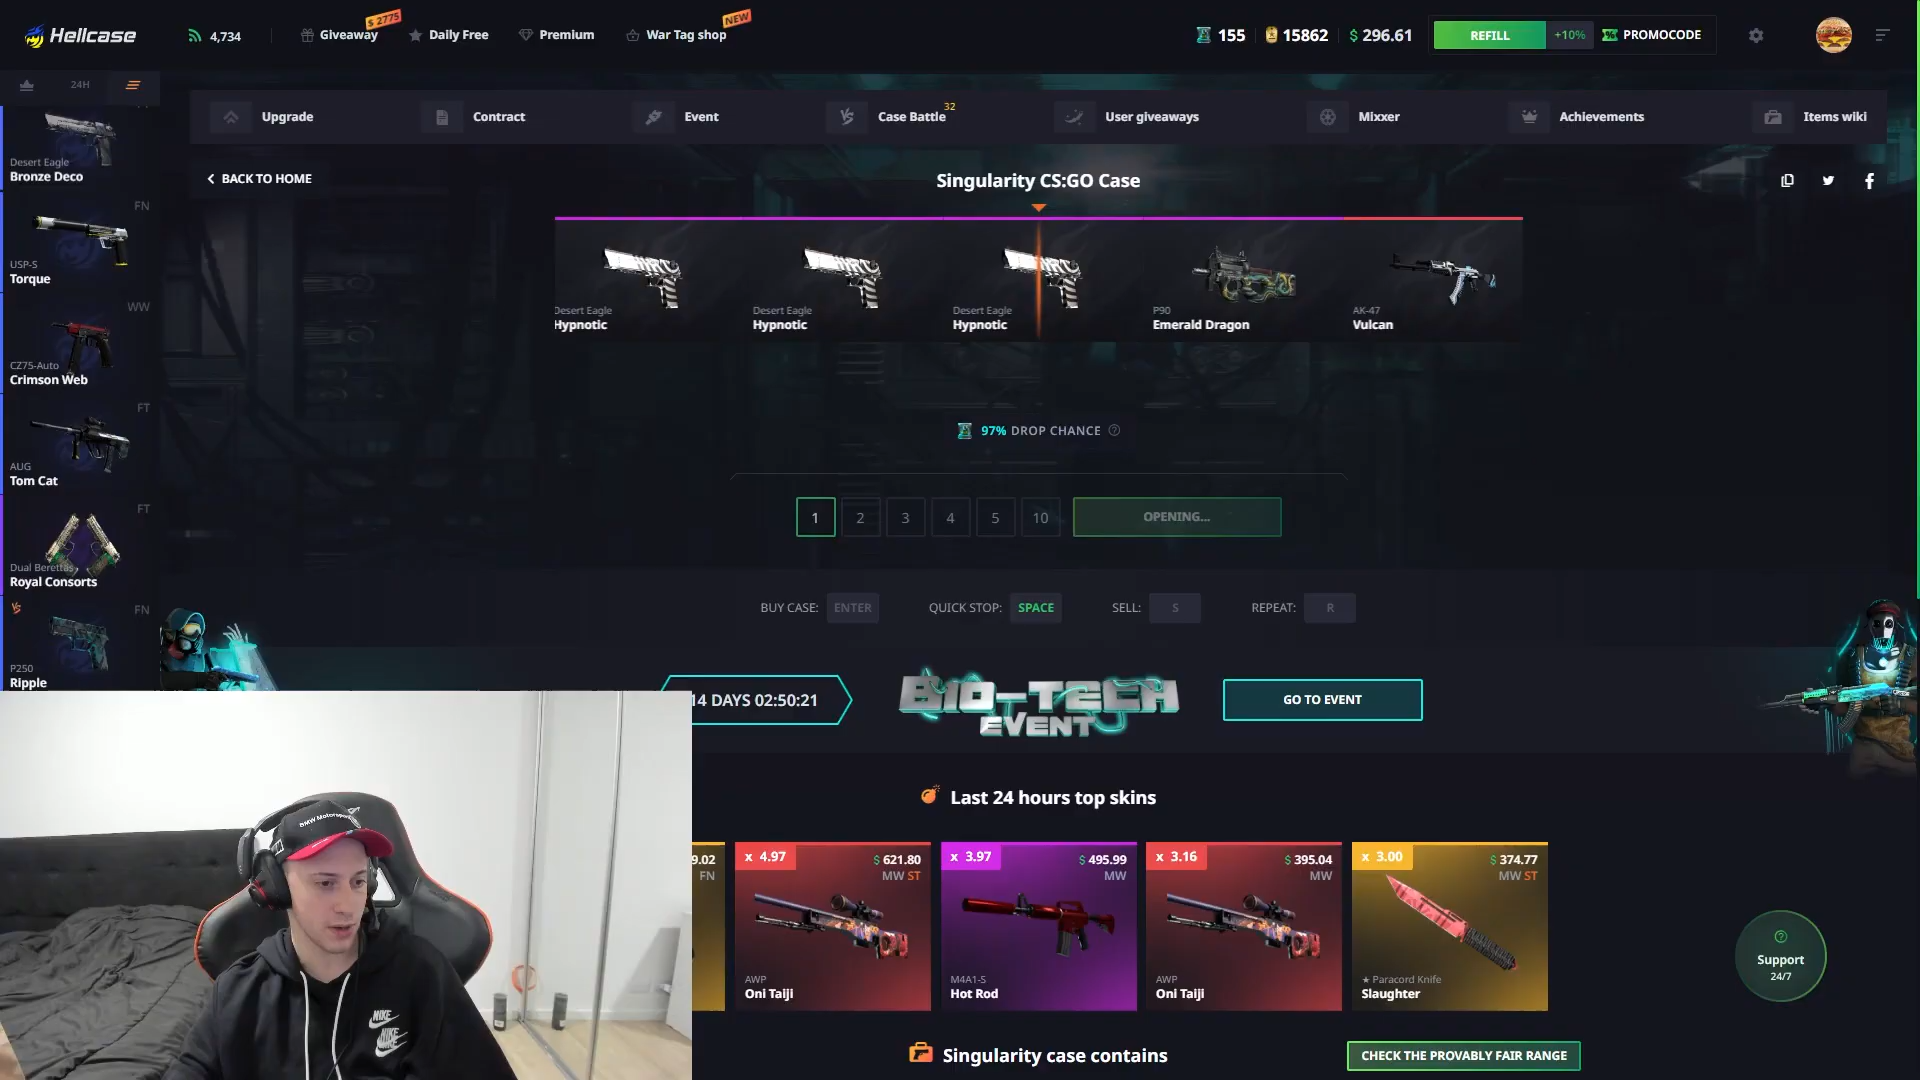 Hellcase
4,734
Giveaway
$ 2775
Daily Free
Premium
War Tag shop
NEW
155
15862
$ 296.61
REFILL
+10%
PROMOCODE
24H
Upgrade
Contract
Event
Case Battle
32
User giveaways
Mixxer
Achievements
Items wiki
Desert Eagle
Bronze Deco
FN
USP-S
Torque
WW
CZ75-Auto
Crimson Web
FT
AUG
Tom Cat
FT
Dual Berettas
Royal Consorts
FN
P250
Ripple
BACK TO HOME
Singularity CS:GO Case
Desert Eagle
Hypnotic
Desert Eagle
Hypnotic
Desert Eagle
Hypnotic
P90
Emerald Dragon
AK-47
Vulcan
97% DROP CHANCE
1
2
3
4
5
10
OPENING...
BUY CASE: ENTER
QUICK STOP: SPACE
SELL: S
REPEAT: R
14 DAYS 02:50:21
BIO-TECH
EVENT
GO TO EVENT
Last 24 hours top skins
9.02
FN
x 4.97
$ 621.80
MW ST
AWP
Oni Taiji
x 3.97
$ 495.99
MW
M4A1-S
Hot Rod
x 3.16
$ 395.04
MW
AWP
Oni Taiji
x 3.00
$ 374.77
MW ST
★ Paracord Knife
Slaughter
Support
24/7
Singularity case contains
CHECK THE PROVABLY FAIR RANGE
BMW Motorsport
NIKE
NIKE